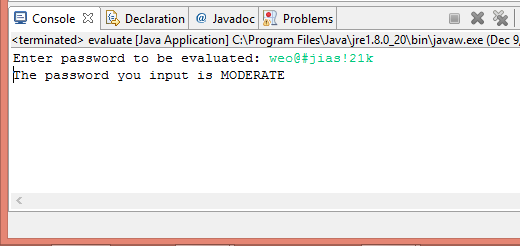 Console Declaration @ Javadoc Problems
<terminated> evaluate [Java Application] C:\Program Files\Java\jre1.8.0_20\bin\javaw.exe (Dec 9,
Enter password to be evaluated: weo@#jias!21k
The password you input is MODERATE